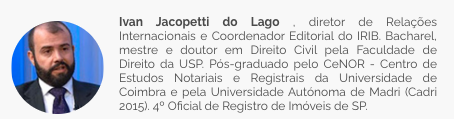 Ivan Jacopetti do Lago , diretor de Relações
Internacionais e Coordenador Editorial do IRIB. Bacharel,
mestre e doutor em Direito Civil pela Faculdade de
Direito da USP. Pós-graduado pelo CeNOR - Centro de
Estudos Notariais e Registrais da Universidade de
Coimbra e pela Universidade Autónoma de Madri (Cadri
2015). 4º Oficial de Registro de Imóveis de SP.